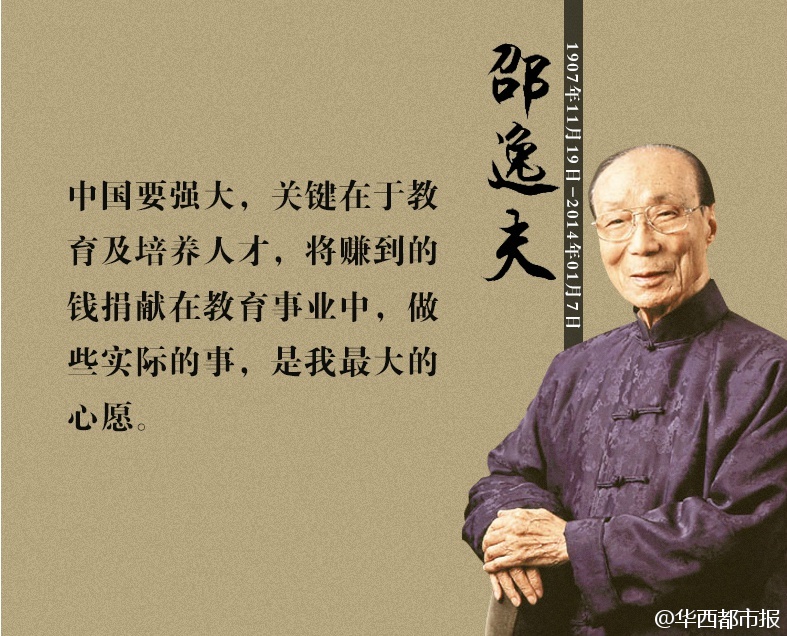 邵逸夫
1907年11月19日-2014年01月7日
中国要强大，关键在于教
育及培养人才，将赚到的
钱捐献在教育事业中，做
些实际的事，是我最大的
心愿。
@华西都市报